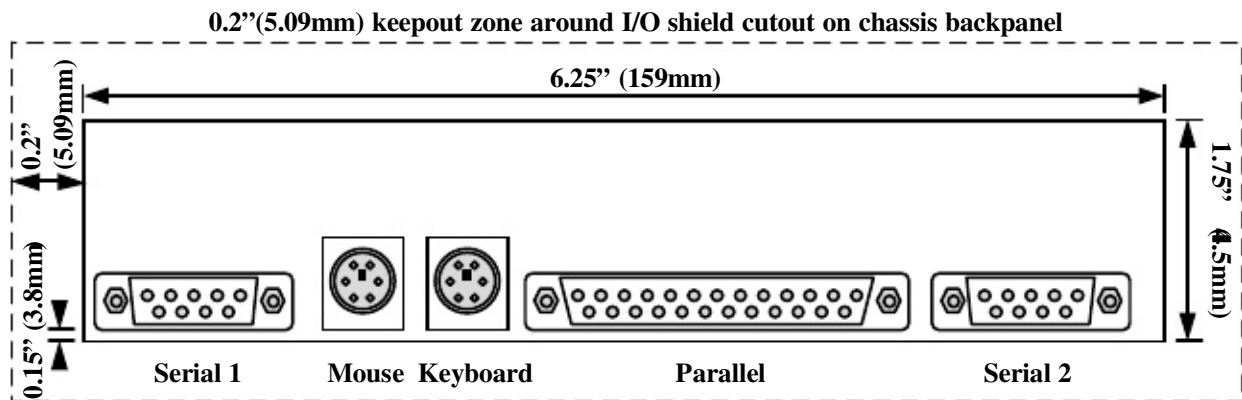 0.2”(5.09mm) keepout zone around I/O shield cutout on chassis backpanel
6.25” (159mm)
0.2”
(5.09mm)
1.75”
0.15” (3.8mm)
Serial 1
Mouse
Keyboard
Parallel
Serial 2